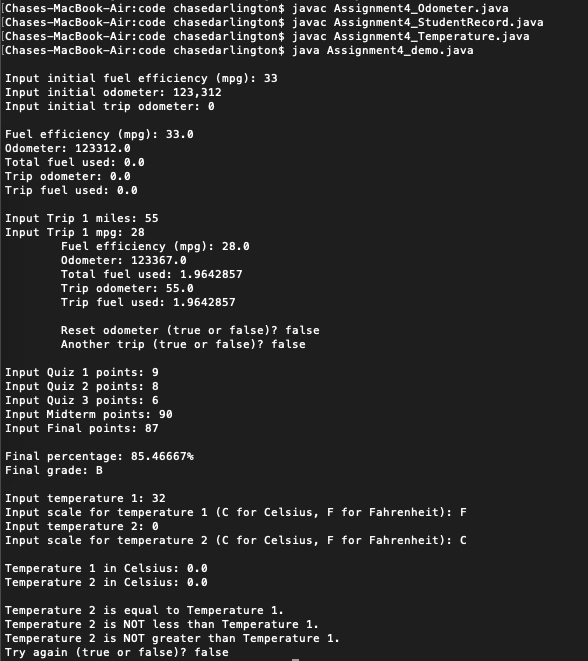 [Chases-MacBook-Air:code chasedarlington$ javac Assignment4_Odometer.java
[Chases-MacBook-Air:code chasedarlington$ javac Assignment4_StudentRecord.java
[Chases-MacBook-Air:code chasedarlington$ javac Assignment4_Temperature.java
[Chases-MacBook-Air:code chasedarlington$ java Assignment4_demo.java
Input initial fuel efficiency (mpg): 33
Input initial odometer: 123,312
Input initial trip odometer: 0
Fuel efficiency (mpg): 33.0
Odometer: 123312.0
Total fuel used: 0.0
Trip odometer: 0.0
Trip fuel used: 0.0
Input Trip 1 miles: 55
Input Trip 1 mpg: 28
Fuel efficiency (mpg): 28.0
Odometer: 123367.0
Total fuel used: 1.9642857
Trip odometer: 55.0
Trip fuel used: 1.9642857
Reset odometer (true or false)? false
Another trip (true or false)? false
Input Quiz 1 points: 9
Input Quiz 2 points: 8
Input Quiz 3 points: 6
Input Midterm points: 90
Input Final points: 87
Final percentage: 85.46667%
Final grade: B
Input temperature 1: 32
Input scale for temperature 1 (C for Celsius, F for Fahrenheit): F
Input temperature 2: 0
Input scale for temperature 2 (C for Celsius, F for Fahrenheit): C
Temperature 1 in Celsius: 0.0
Temperature 2 in Celsius: 0.0
Temperature 2 is equal to Temperature 1.
Temperature 2 is NOT less than Temperature 1.
Temperature 2 is NOT greater than Temperature 1.
Try again (true or false)? false